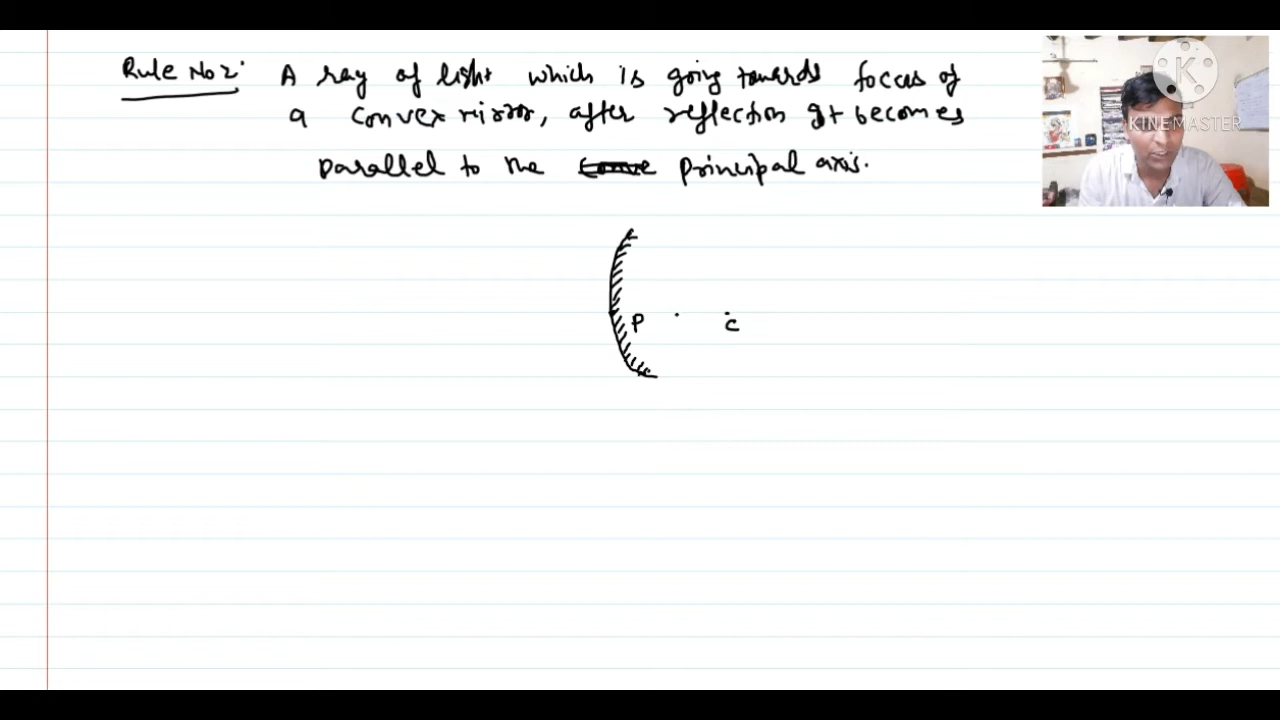 Rule No 2: A ray of light which is going towards foccus of
a convex mirror, after reflection It becomes
parallel to the principal axis.
P C
K
KINEMASTER